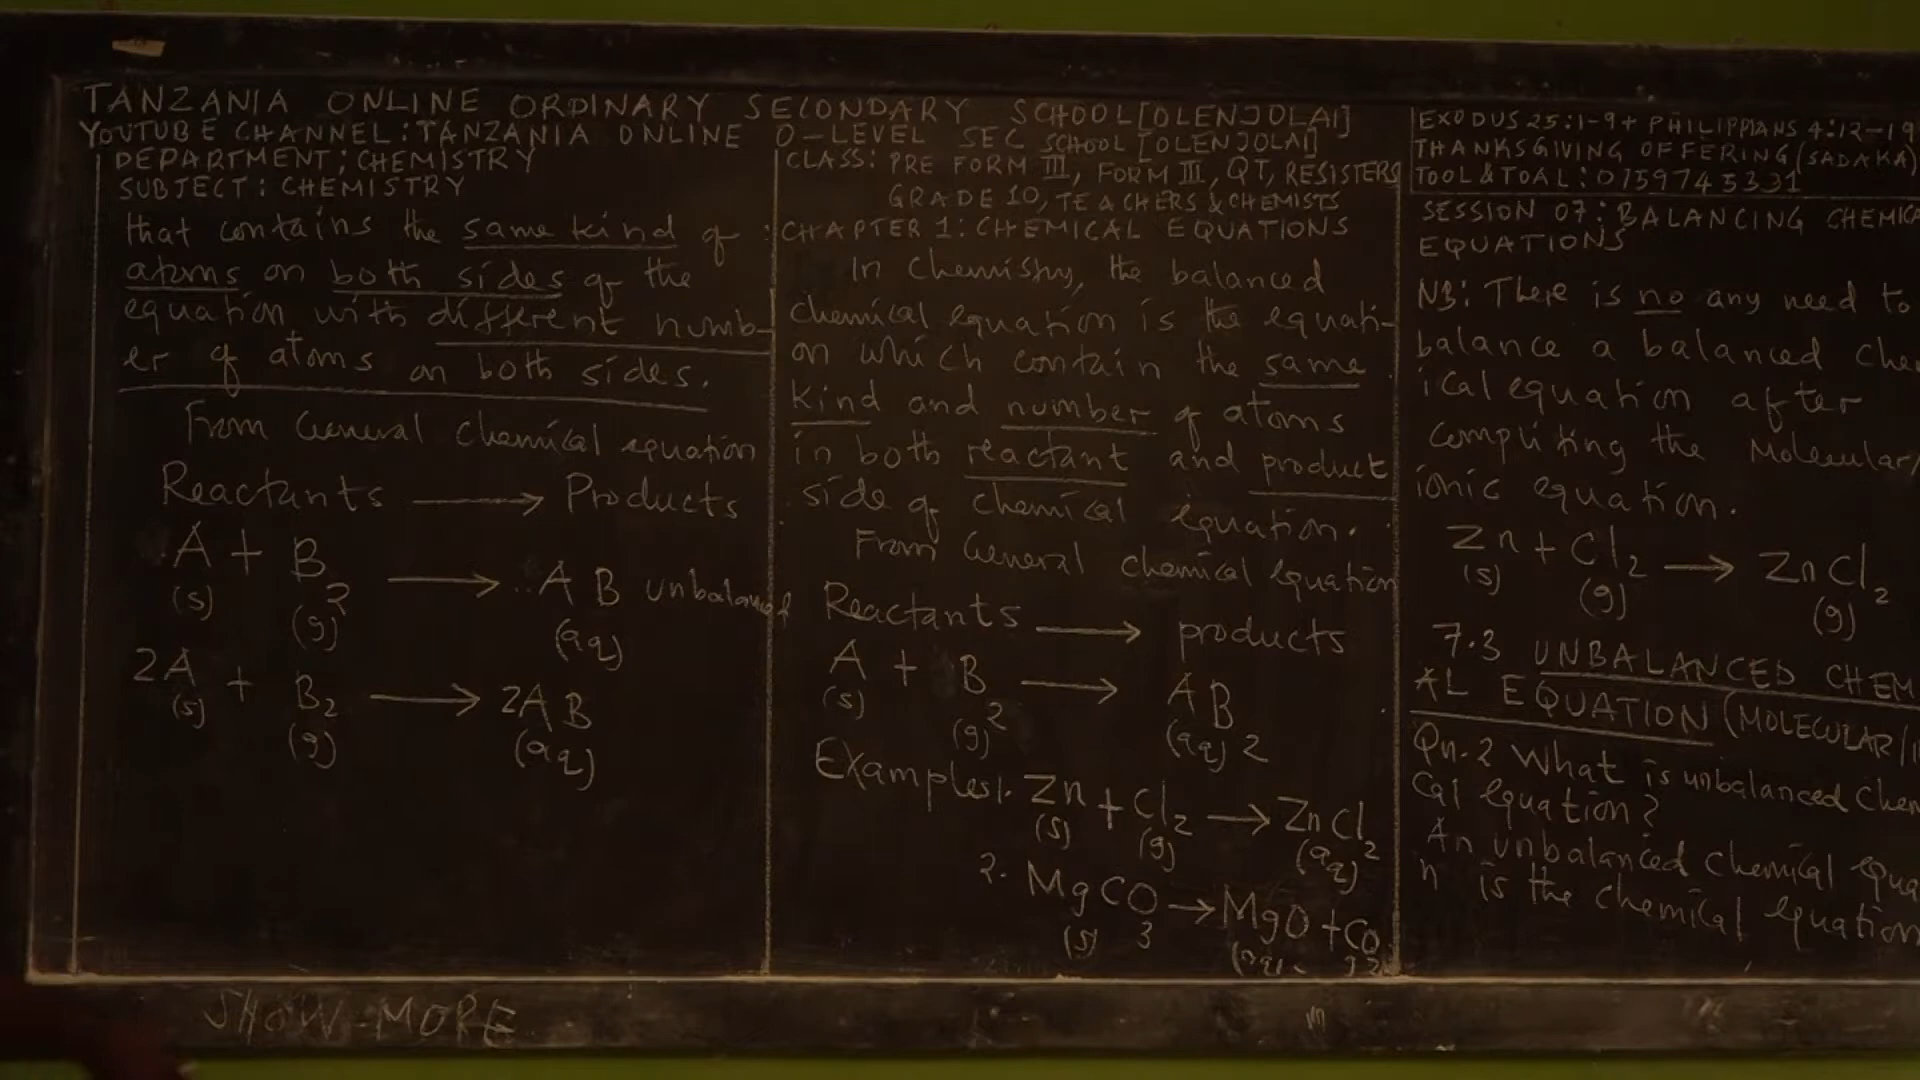 TANZANIA ONLINE ORDINARY SECONDARY SCHOOL[OLENJOLAI]
YOUTUBE CHANNEL:TANZANIA ONLINE O-LEVEL SEC SCHOOL [OLENJOLAI]
DEPARTMENT: CHEMISTRY
SUBJECT: CHEMISTRY
that contains the same kind of
atoms on both sides of the
equation with different numb-
er of atoms on both sides.
From General chemical equation
Reactants ⟶ Products
A + B2 ⟶ AB unbalanced
(s) (g) (aq)
2A + B2 ⟶ 2AB
(s) (g) (aq)
CLASS: PRE FORM III, FORM III, QT, RESISTERS
GRADE 10, TEACHERS & CHEMISTS
CHAPTER 1: CHEMICAL EQUATIONS
In Chemistry, the balanced
chemical equation is the equati-
on which contain the same
kind and number of atoms
in both reactant and product
side of chemical equation.
From General chemical equation
Reactants ⟶ products
A + B2 ⟶ AB2
(s) (g) (aq)
Examples 1. Zn + Cl2 ⟶ ZnCl2
(s) (g) (aq)
2. MgCO3 → MgO + CO2
(s)
EXODUS 25:1-9 + PHILIPPIANS 4:12-19
THANKSGIVING OFFERING (SADAKA)
TOOL & TOAL: 0759745331
SESSION 07: BALANCING CHEMICA
EQUATIONS
NB: There is no any need to
balance a balanced chem
ical equation after
compliting the Molecular/
ionic equation.
Zn + Cl2 ⟶ ZnCl2
(s) (g) (g)
7.3 UNBALANCED CHEM
AL EQUATION (MOLECULAR/I
Qn.2 What is unbalanced chem
cal equation?
An unbalanced chemical equa
n is the chemical equation
SHOW-MORE